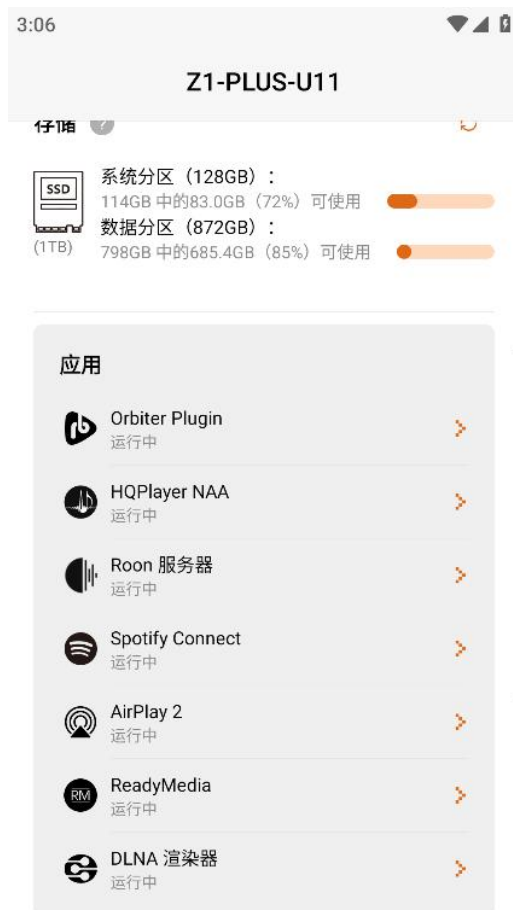 3:06
Z1-PLUS-U11
存储 ?
SSD
(1TB)
系统分区（128GB）：
114GB 中的83.0GB（72%）可使用
数据分区（872GB）：
798GB 中的685.4GB（85%）可使用
应用
Orbiter Plugin
运行中
HQPlayer NAA
运行中
Roon 服务器
运行中
Spotify Connect
运行中
AirPlay 2
运行中
RM
ReadyMedia
运行中
DLNA 渲染器
运行中